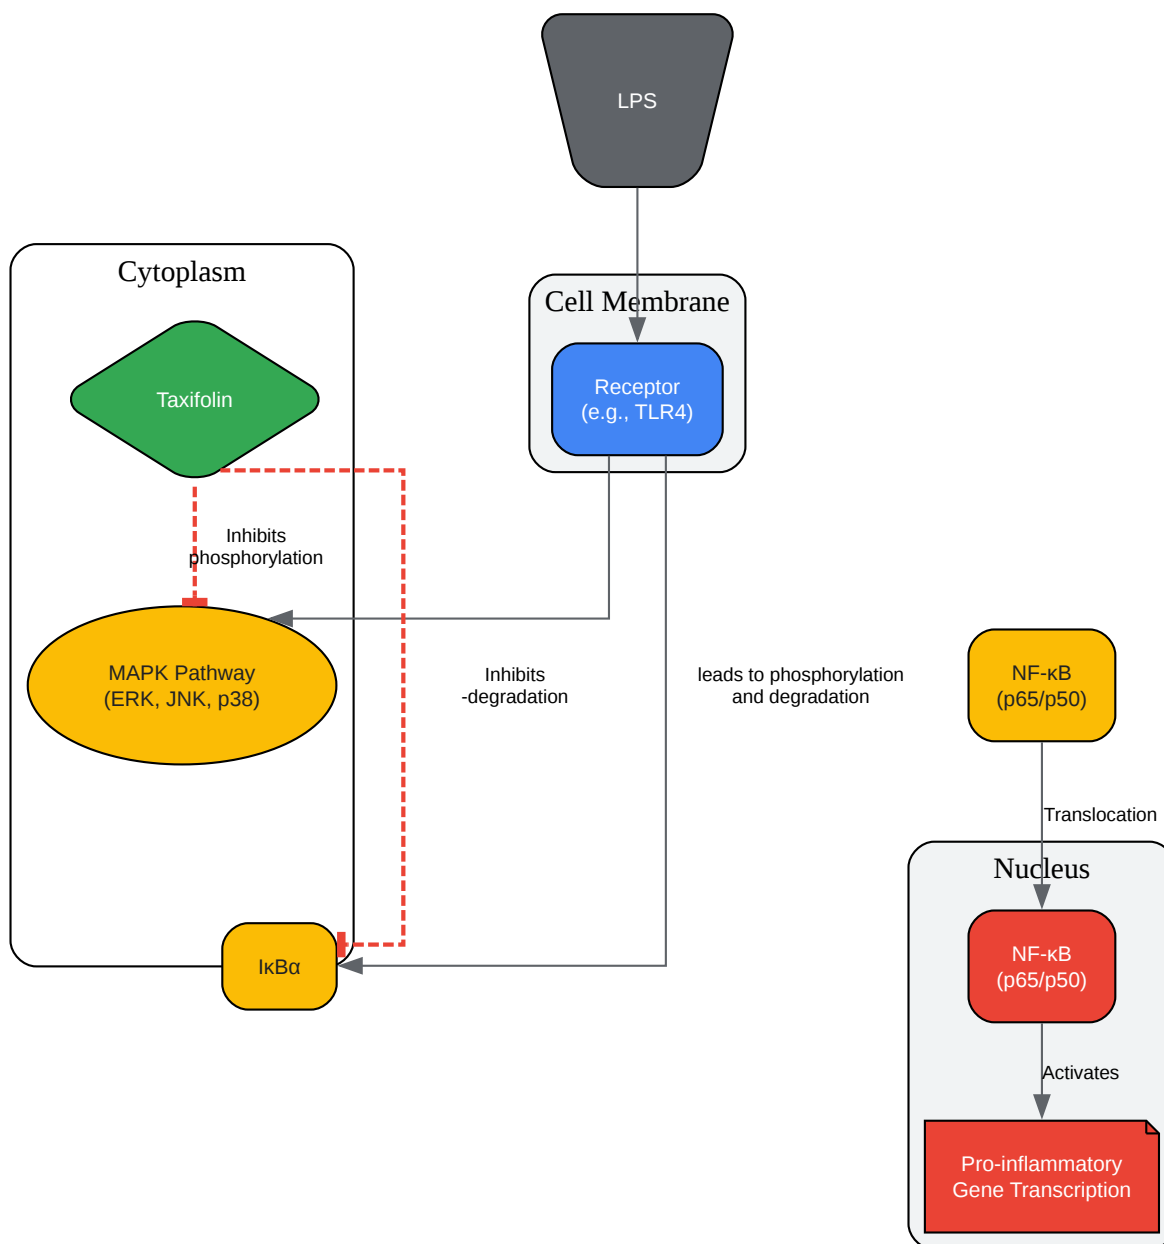 LPS
Cytoplasm
Cell Membrane
Taxifolin
Receptor
(e.g., TLR4)
Inhibits
phosphorylation
MAPK Pathway
(ERK, JNK, p38)
Inhibits
-degradation
leads to phosphorylation
and degradation
NF-κB
(p65/p50)
Translocation
Nucleus
IκBα
NF-κB
(p65/p50)
Activates
Pro-inflammatory
Gene Transcription